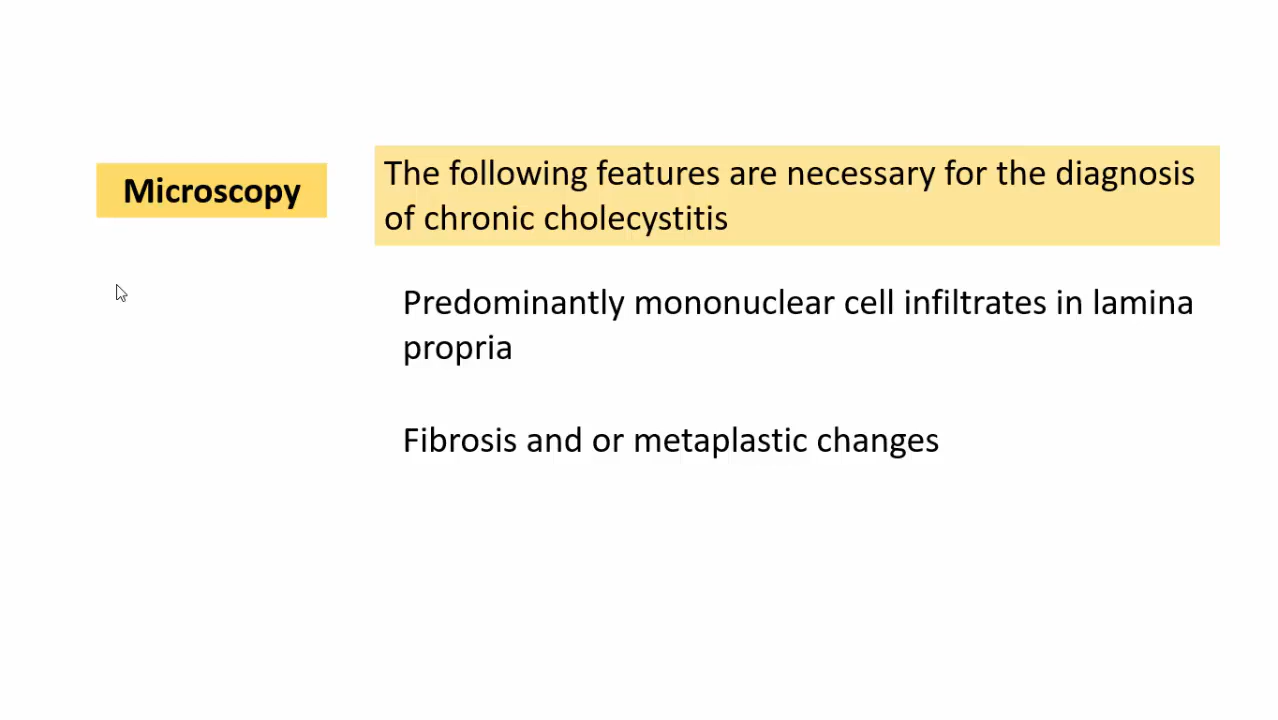 Microscopy
The following features are necessary for the diagnosis
of chronic cholecystitis
Predominantly mononuclear cell infiltrates in lamina
propria
Fibrosis and or metaplastic changes